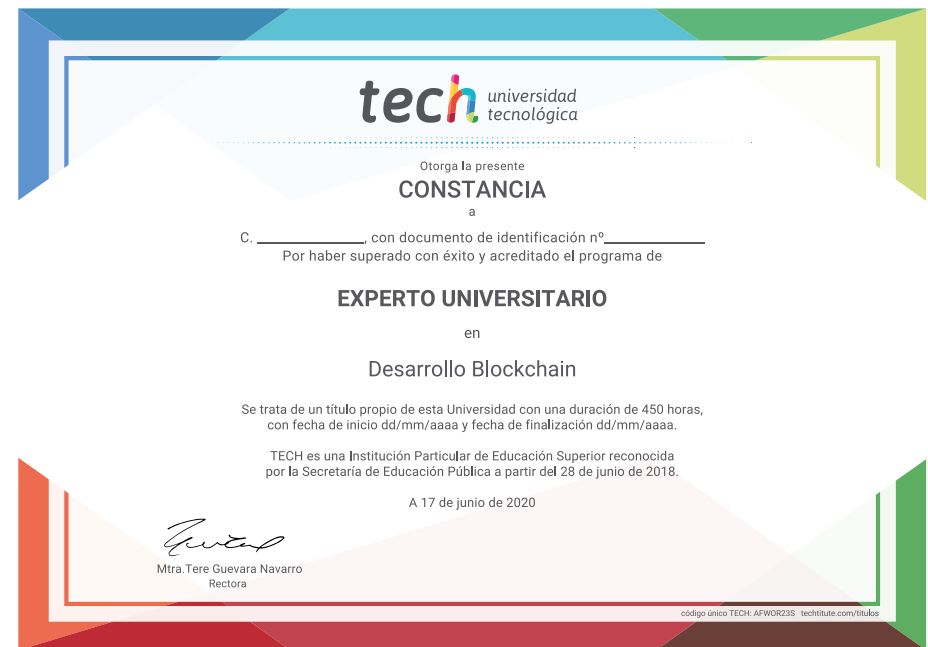 tech universidad
tecnológica
Otorga la presente
CONSTANCIA
a
C. ______________, con documento de identificación nº_____________
Por haber superado con éxito y acreditado el programa de
EXPERTO UNIVERSITARIO
en
Desarrollo Blockchain
Se trata de un título propio de esta Universidad con una duración de 450 horas,
con fecha de inicio dd/mm/aaaa y fecha de finalización dd/mm/aaaa.
TECH es una Institución Particular de Educación Superior reconocida
por la Secretaría de Educación Pública a partir del 28 de junio de 2018.
A 17 de junio de 2020
Mtra.Tere Guevara Navarro
Rectora
código único TECH: AFWOR23S techtitute.com/titulos